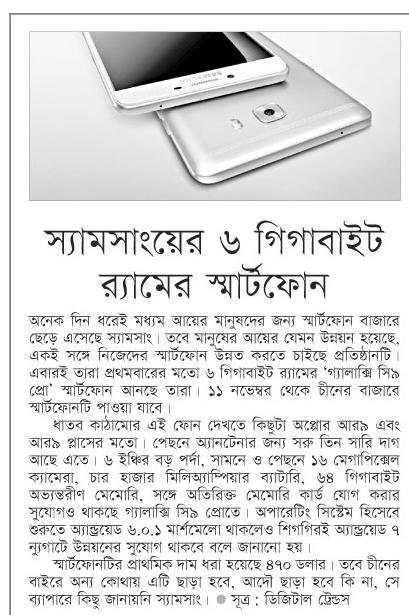 SAMSUNG
স্যামসাংয়ের ৬ গিগাবাইট
র‍্যামের স্মার্টফোন
অনেক দিন ধরেই মধ্যম আয়ের মানুষদের জন্য স্মার্টফোন বাজারে
ছেড়ে এসেছে স্যামসাং। তবে মানুষের আয়ের যেমন উন্নয়ন হয়েছে,
একই সঙ্গে নিজেদের স্মার্টফোন উন্নত করতে চাইছে প্রতিষ্ঠানটি।
এবারই তারা প্রথমবারের মতো ৬ গিগাবাইট র‍্যামের ‘গ্যালাক্সি সি৯
প্রো’ স্মার্টফোন আনছে তারা। ১১ নভেম্বর থেকে চীনের বাজারে
স্মার্টফোনটি পাওয়া যাবে।
ধাতব কাঠামোর এই ফোন দেখতে কিছুটা অপ্পোর আর৯ এবং
আর৯ প্লাসের মতো। পেছনে অ্যানটেনার জন্য সরু তিন সারি দাগ
আছে এতে। ৬ ইঞ্চির বড় পর্দা, সামনে ও পেছনে ১৬ মেগাপিক্সেল
ক্যামেরা, চার হাজার মিলিঅ্যাম্পিয়ার ব্যাটারি, ৬৪ গিগাবাইট
অভ্যন্তরীণ মেমোরি, সঙ্গে অতিরিক্ত মেমোরি কার্ড যোগ করার
সুযোগও থাকছে গ্যালাক্সি সি৯ প্রোতে। অপারেটিং সিস্টেম হিসেবে
শুরুতে অ্যান্ড্রয়েড ৬.০.১ মার্শমেলো থাকলেও শিগগিরই অ্যান্ড্রয়েড ৭
ন্যুগাটে উন্নয়নের সুযোগ থাকবে বলে জানানো হয়।
স্মার্টফোনটির প্রাথমিক দাম ধরা হয়েছে ৪৭০ ডলার। তবে চীনের
বাইরে অন্য কোথায় এটি ছাড়া হবে, আদৌ ছাড়া হবে কি না, সে
ব্যাপারে কিছু জানায়নি স্যামসাং। ● সূত্র : ডিজিটাল ট্রেন্ডস